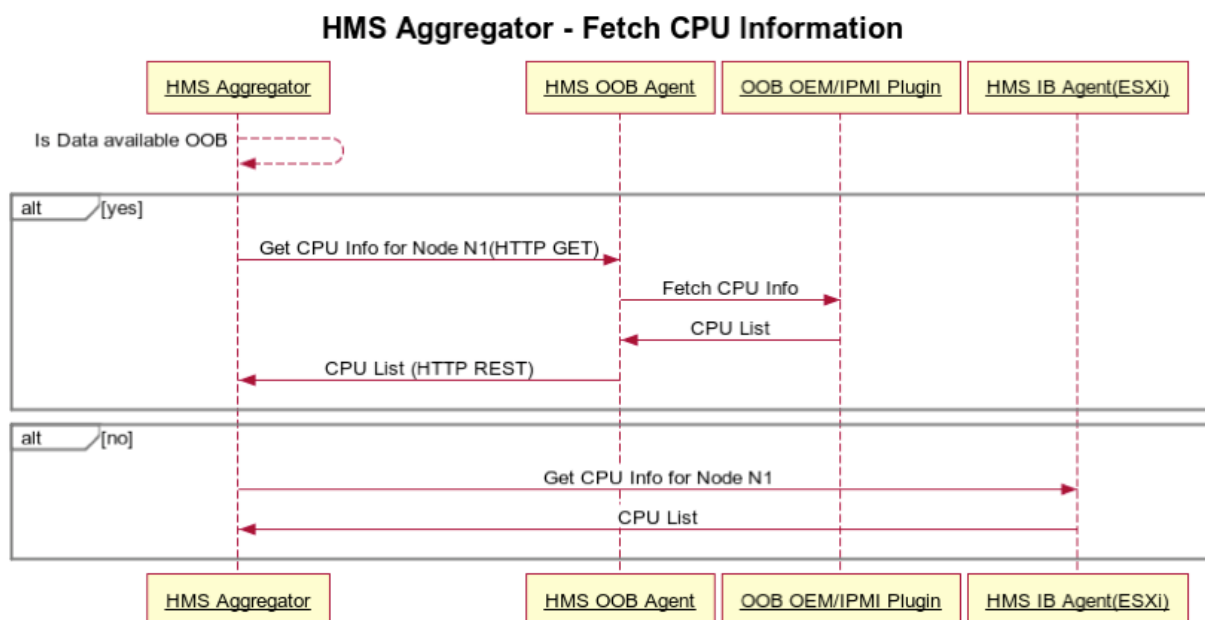 HMS Aggregator - Fetch CPU Information
HMS Aggregator
HMS OOB Agent
OOB OEM/IPMI Plugin
HMS IB Agent(ESXi)
Is Data available OOB
alt [yes]
Get CPU Info for Node N1(HTTP GET)
Fetch CPU Info
CPU List
CPU List (HTTP REST)
alt [no]
Get CPU Info for Node N1
CPU List
HMS Aggregator
HMS OOB Agent
OOB OEM/IPMI Plugin
HMS IB Agent(ESXi)